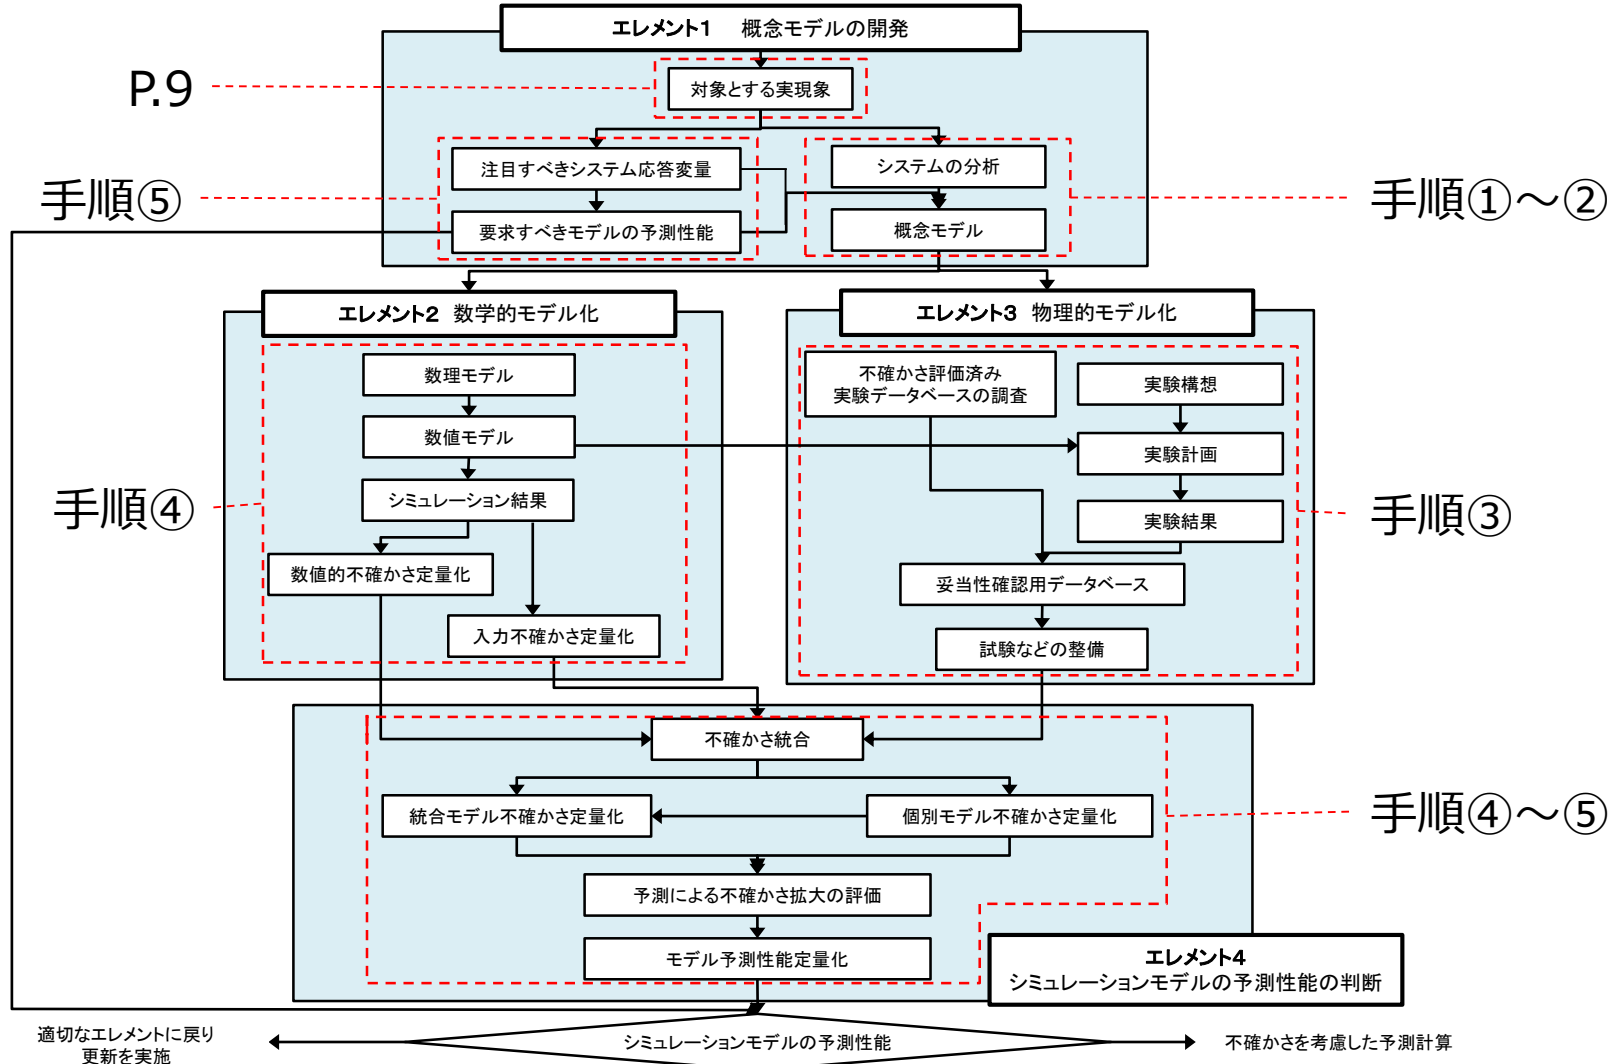 エレメント1 概念モデルの開発
P.9
対象とする実現象
手順⑤
注目すべきシステム応答変量
要求すべきモデルの予測性能
システムの分析
概念モデル
手順①～②
エレメント2 数学的モデル化
エレメント3 物理的モデル化
手順④
数理モデル
数値モデル
シミュレーション結果
数値的不確かさ定量化
入力不確かさ定量化
不確かさ評価済み
実験データベースの調査
実験構想
実験計画
実験結果
妥当性確認用データベース
試験などの整備
手順③
不確かさ統合
統合モデル不確かさ定量化
個別モデル不確かさ定量化
手順④～⑤
予測による不確かさ拡大の評価
モデル予測性能定量化
エレメント4
シミュレーションモデルの予測性能の判断
適切なエレメントに戻り
更新を実施
シミュレーションモデルの予測性能
不確かさを考慮した予測計算